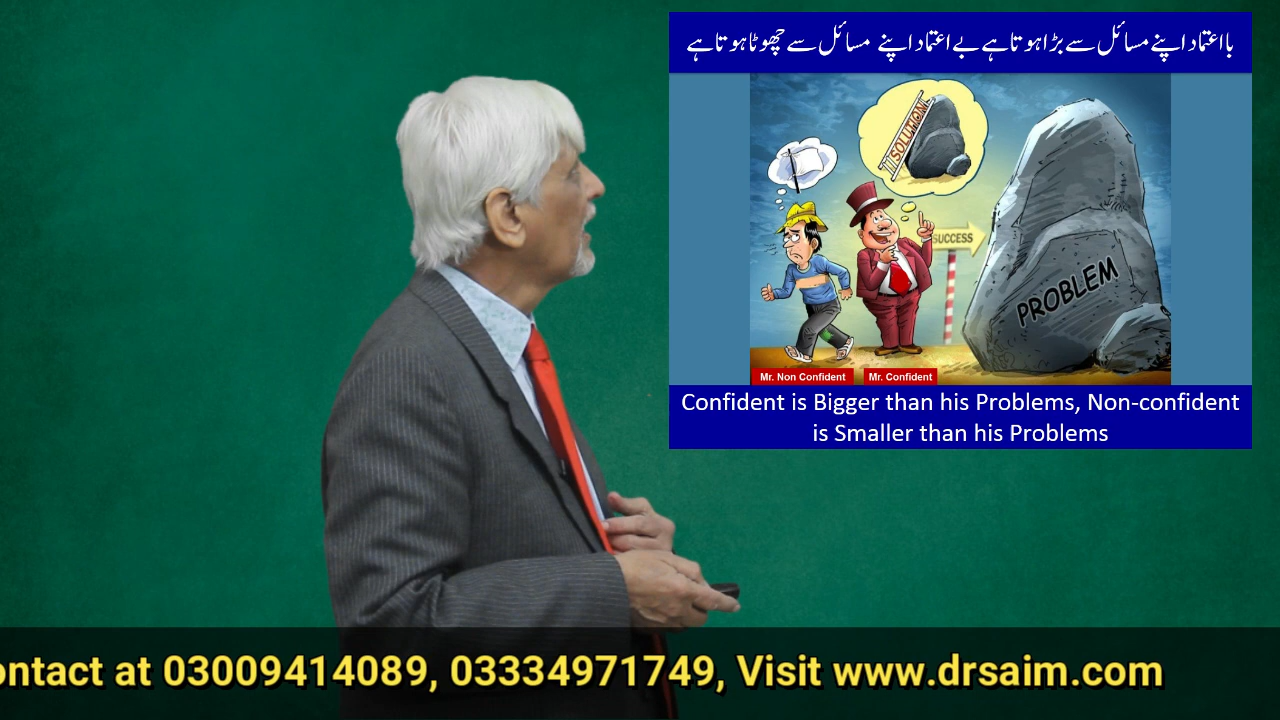 بااعتماد اپنے مسائل سے بڑا ہوتا ہے بے اعتماد اپنے مسائل سے چھوٹا ہوتا ہے
SOLUTION!
SUCCESS
PROBLEM
Mr. Non Confident
Mr. Confident
Confident is Bigger than his Problems, Non-confident
is Smaller than his Problems
ontact at 03009414089, 03334971749, Visit www.drsaim.com